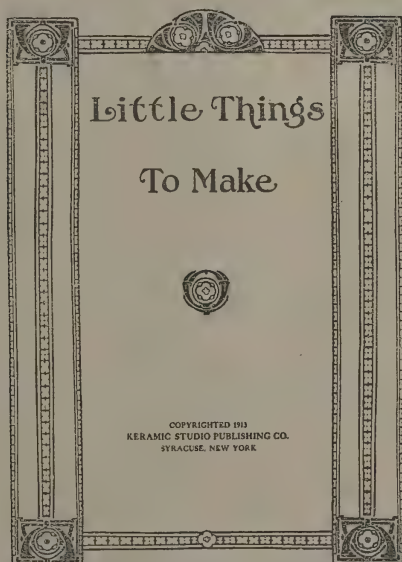 Little Things
To Make
COPYRIGHTED 1913
KERAMIC STUDIO PUBLISHING CO.
SYRACUSE, NEW YORK